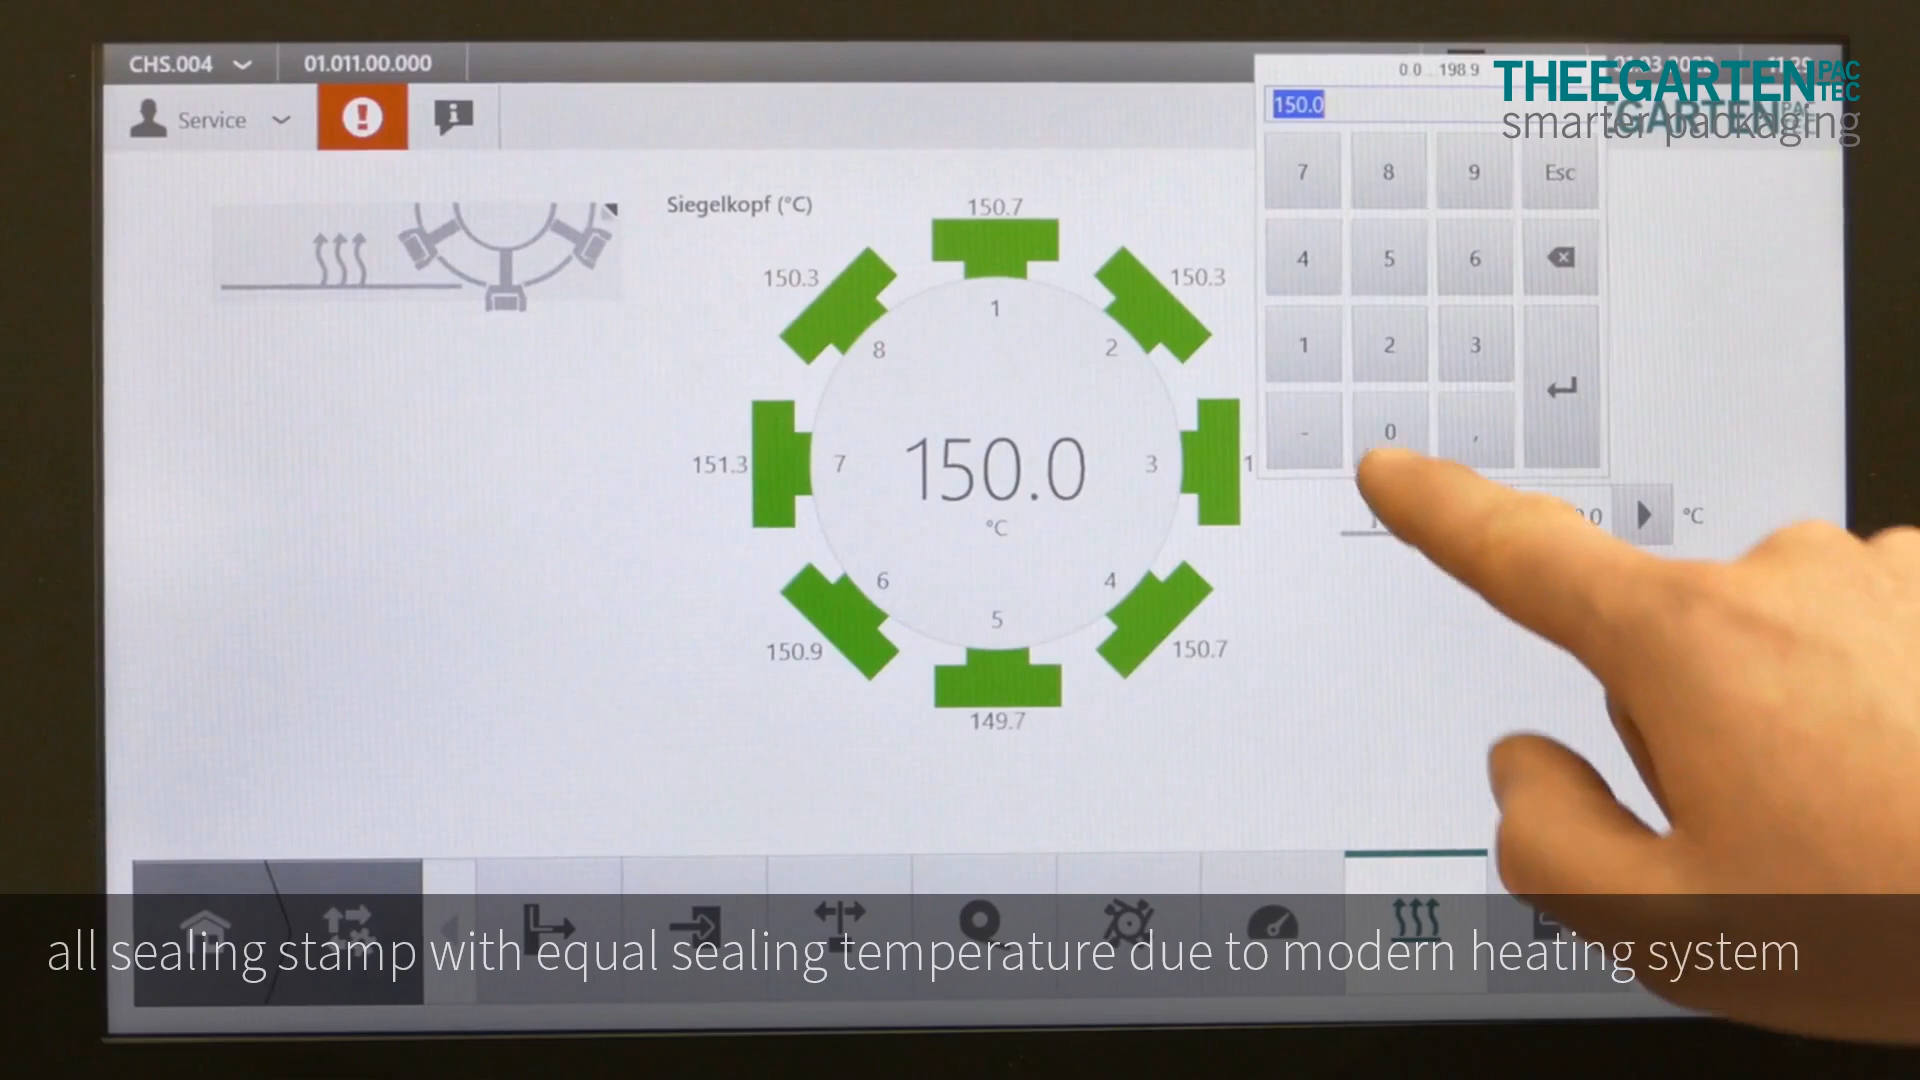 CHS.004
01.011.00.000
Service
0.0 198.9
150.0
THEEGARTEN PAC TEC
smarter packaging
GARTEN
7 8 9 Esc
4 5 6
1 2 3
- 0 ,
Siegelkopf (°C)
150.7
150.3
150.3
1
8
2
151.3
7
150.0
3
1
°C
°C
6
4
5
150.9
150.7
149.7
all sealing stamp with equal sealing temperature due to modern heating system